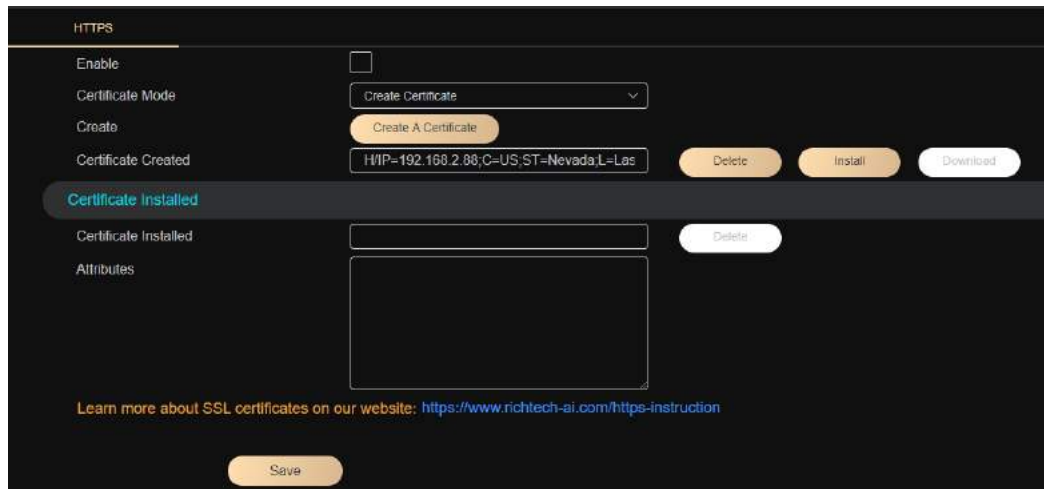 HTTPS
Enable
Certificate Mode Create Certificate
Create Create A Certificate
Certificate Created H/IP=192.168.2.88;C=US;ST=Nevada;L=Las Delete Install Download
Certificate Installed
Certificate Installed Delete
Attributes
Learn more about SSL certificates on our website: https://www.richtech-ai.com/https-instruction
Save